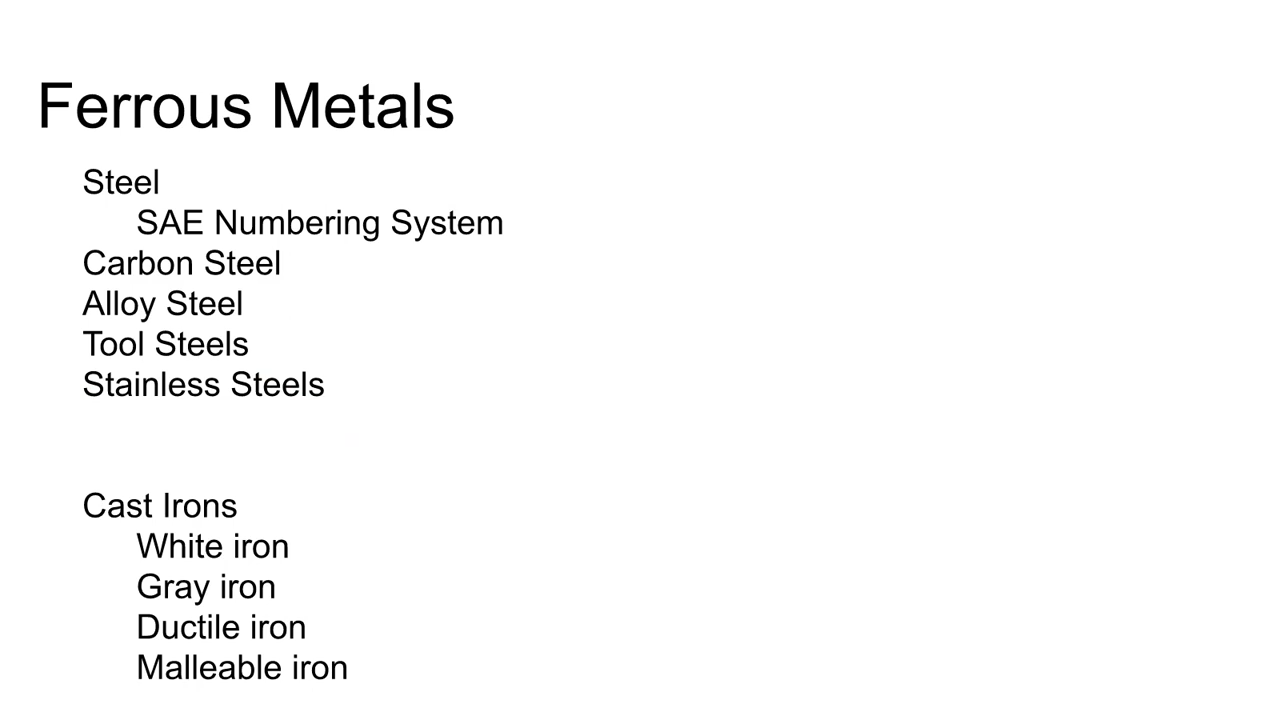 Ferrous Metals
Steel
SAE Numbering System
Carbon Steel
Alloy Steel
Tool Steels
Stainless Steels
Cast Irons
White iron
Gray iron
Ductile iron
Malleable iron